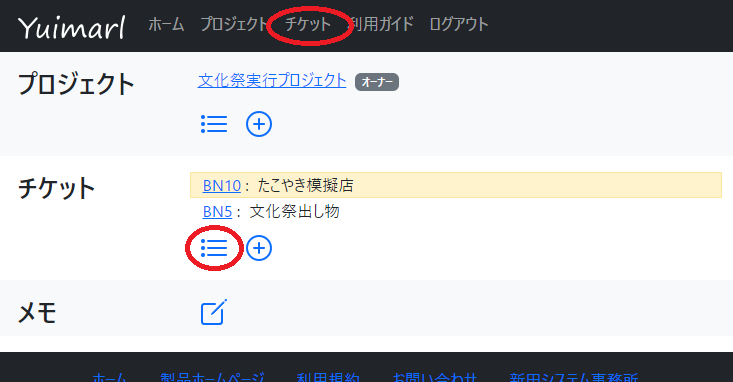 Yuimarl ホーム プロジェクト チケット 利用ガイド ログアウト
プロジェクト 文化祭実行プロジェクト オーナー
チケット BN10 : たこやき模擬店
BN5 : 文化祭出し物
メモ
ホーム 製品ホームページ 利用規約 お問い合わせ 新田システム事務所